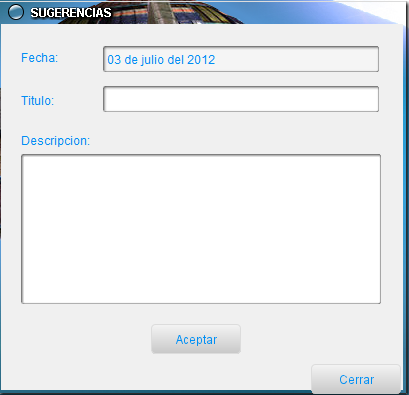 SUGERENCIAS
Fecha: 03 de julio del 2012
Titulo:
Descripcion:
Aceptar
Cerrar